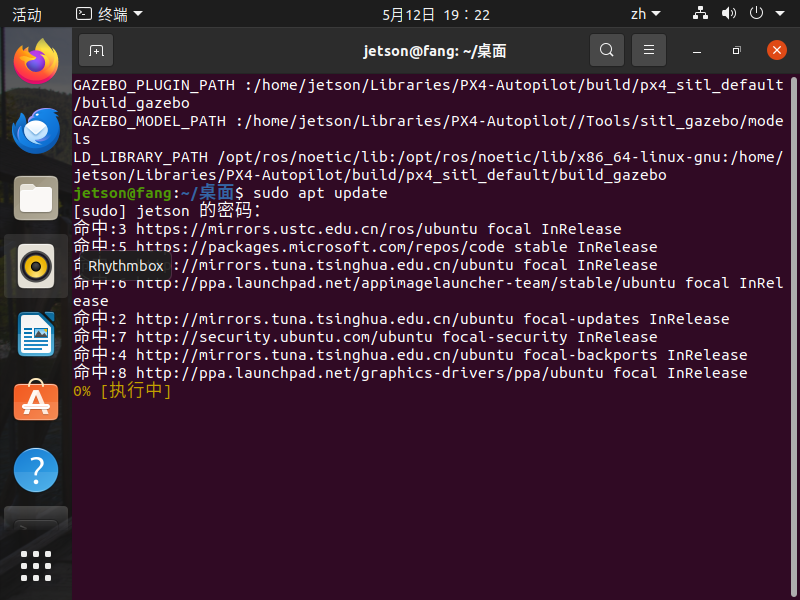 活动
终端
5月12日 19：22
zh
jetson@fang: ~/桌面
GAZEBO_PLUGIN_PATH :/home/jetson/Libraries/PX4-Autopilot/build/px4_sitl_default
/build_gazebo
GAZEBO_MODEL_PATH :/home/jetson/Libraries/PX4-Autopilot//Tools/sitl_gazebo/mode
ls
LD_LIBRARY_PATH /opt/ros/noetic/lib:/opt/ros/noetic/lib/x86_64-linux-gnu:/home/
jetson/Libraries/PX4-Autopilot/build/px4_sitl_default/build_gazebo
jetson@fang:~/桌面$ sudo apt update
[sudo] jetson 的密码：
命中:3 https://mirrors.ustc.edu.cn/ros/ubuntu focal InRelease
命中:5 https://packages.microsoft.com/repos/code stable InRelease
://mirrors.tuna.tsinghua.edu.cn/ubuntu focal InRelease
Rhythmbox
命中:6 http://ppa.launchpad.net/appimagelauncher-team/stable/ubuntu focal InRel
ease
命中:2 http://mirrors.tuna.tsinghua.edu.cn/ubuntu focal-updates InRelease
命中:7 http://security.ubuntu.com/ubuntu focal-security InRelease
命中:4 http://mirrors.tuna.tsinghua.edu.cn/ubuntu focal-backports InRelease
命中:8 http://ppa.launchpad.net/graphics-drivers/ppa/ubuntu focal InRelease
0% [执行中]